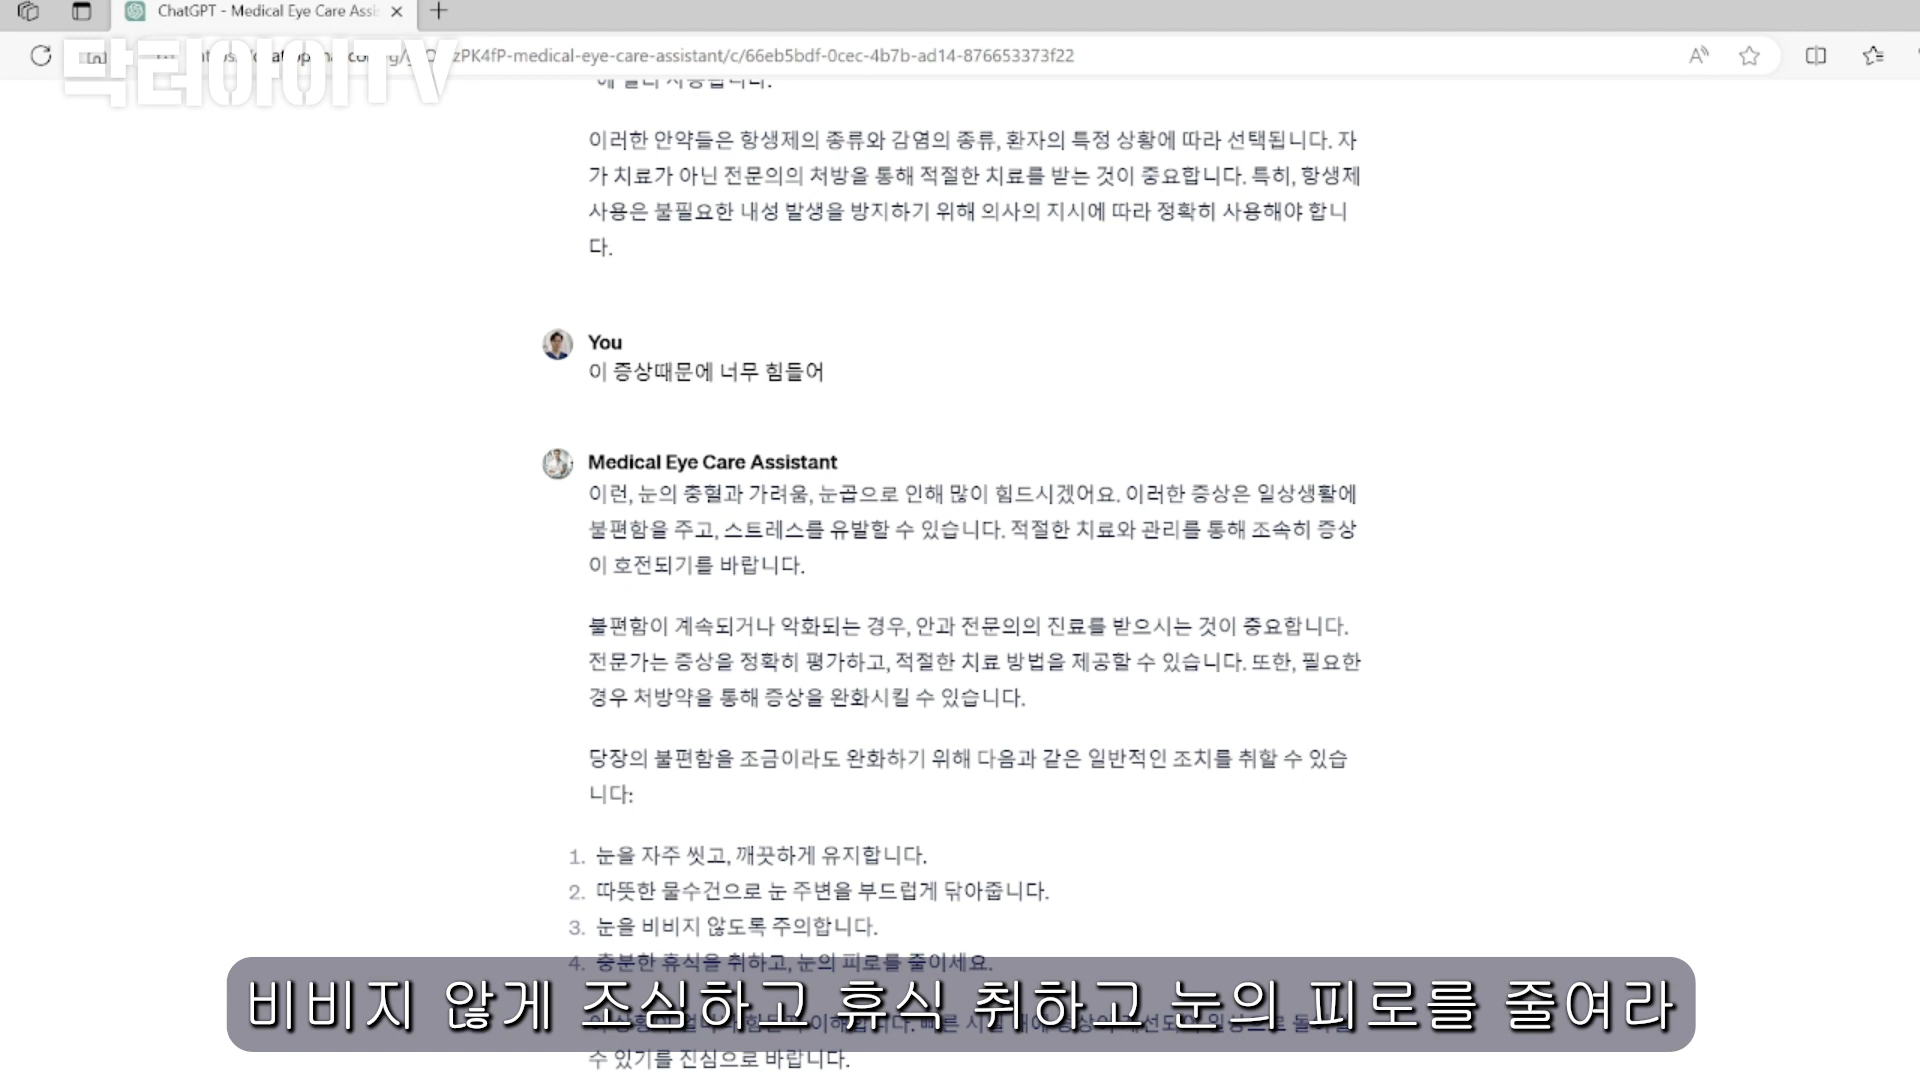 ChatGPT - Medical Eye Care Assis
닥터아이TV
zPK4fP-medical-eye-care-assistant/c/66eb5bdf-0cec-4b7b-ad14-876653373f22
이러한 안약들은 항생제의 종류와 감염의 종류, 환자의 특정 상황에 따라 선택됩니다. 자
가 치료가 아닌 전문의의 처방을 통해 적절한 치료를 받는 것이 중요합니다. 특히, 항생제
사용은 불필요한 내성 발생을 방지하기 위해 의사의 지시에 따라 정확히 사용해야 합니
다.
You
이 증상때문에 너무 힘들어
Medical Eye Care Assistant
이런, 눈의 충혈과 가려움, 눈곱으로 인해 많이 힘드시겠어요. 이러한 증상은 일상생활에
불편함을 주고, 스트레스를 유발할 수 있습니다. 적절한 치료와 관리를 통해 조속히 증상
이 호전되기를 바랍니다.
불편함이 계속되거나 악화되는 경우, 안과 전문의의 진료를 받으시는 것이 중요합니다.
전문가는 증상을 정확히 평가하고, 적절한 치료 방법을 제공할 수 있습니다. 또한, 필요한
경우 처방약을 통해 증상을 완화시킬 수 있습니다.
당장의 불편함을 조금이라도 완화하기 위해 다음과 같은 일반적인 조치를 취할 수 있습
니다:
1. 눈을 자주 씻고, 깨끗하게 유지합니다.
2. 따뜻한 물수건으로 눈 주변을 부드럽게 닦아줍니다.
3. 눈을 비비지 않도록 주의합니다.
4. 충분한 휴식을 취하고, 눈의 피로를 줄이세요.
비비지 않게 조심하고 휴식 취하고 눈의 피로를 줄여라
수 있기를 진심으로 바랍니다.